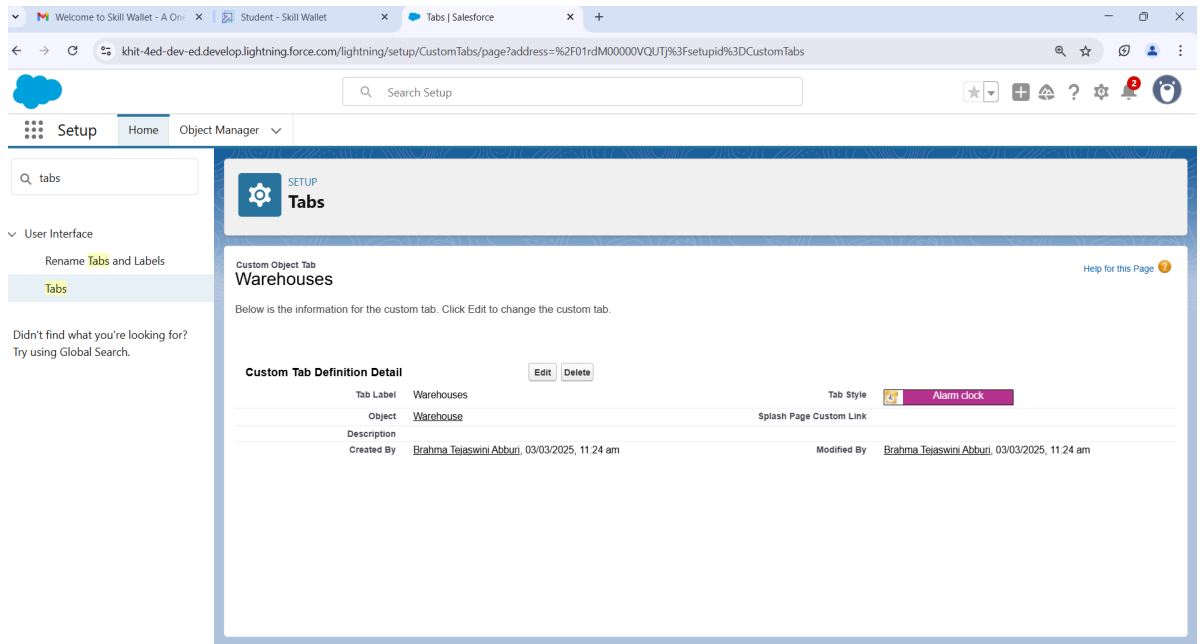 Welcome to Skill Wallet - A On
Student - Skill Wallet
Tabs | Salesforce
khit-4ed-dev-ed.develop.lightning.force.com/lightning/setup/CustomTabs/page?address=%2F01rdM00000VQUTj%3Fsetupid%3DCustomTabs
Search Setup
2
Setup
Home
Object Manager
tabs
User Interface
Rename Tabs and Labels
Tabs
Didn't find what you're looking for?
Try using Global Search.
SETUP
Tabs
Custom Object Tab
Warehouses
Help for this Page ?
Below is the information for the custom tab. Click Edit to change the custom tab.
Custom Tab Definition Detail Edit Delete
Tab Label Warehouses Tab Style Alarm clock
Object Warehouse Splash Page Custom Link
Description
Created By Brahma Tejaswini Abburi, 03/03/2025, 11:24 am Modified By Brahma Tejaswini Abburi, 03/03/2025, 11:24 am